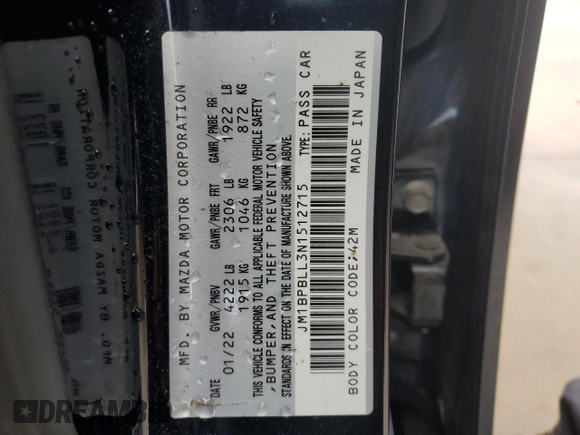 MFD. BY MAZDA MOTOR CORPORATION
DATE GVWR/PNBV GAWR/PNBE FRT GAWR/PNBE RR
01/22 4222 LB 2306 LB 1922 LB
1915 KG 1046 KG 872 KG
THIS VEHICLE CONFORMS TO ALL APPLICABLE FEDERAL MOTOR VEHICLE SAFETY
,BUMPER,AND THEFT PREVENTION
STANDARDS IN EFFECT ON THE DATE OF MANUFACTURE SHOWN ABOVE.
JM1BPBLL3N1512715 TYPE: PASS CAR
BODY COLOR CODE:42M MADE IN JAPAN